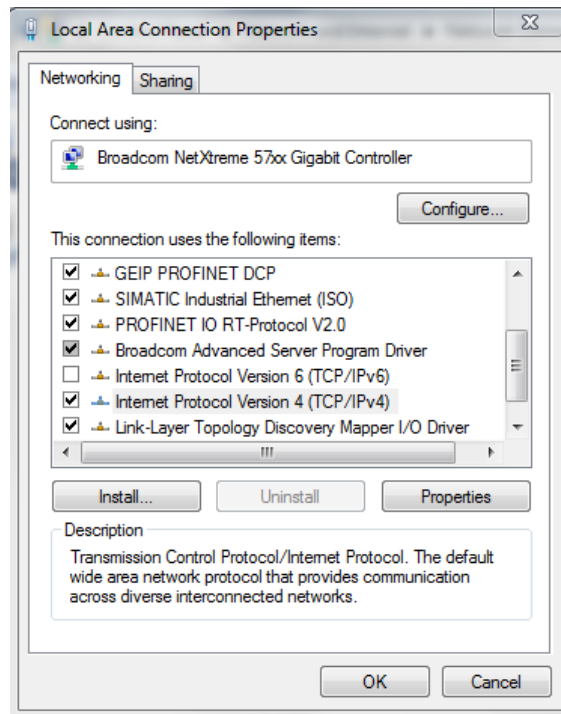 Local Area Connection Properties
Networking
Sharing
Connect using:
Broadcom NetXtreme 57xx Gigabit Controller
Configure...
This connection uses the following items:
GEIP PROFINET DCP
SIMATIC Industrial Ethernet (ISO)
PROFINET IO RT-Protocol V2.0
Broadcom Advanced Server Program Driver
Internet Protocol Version 6 (TCP/IPv6)
Internet Protocol Version 4 (TCP/IPv4)
Link-Layer Topology Discovery Mapper I/O Driver
Install...
Uninstall
Properties
Description
Transmission Control Protocol/Internet Protocol. The default
wide area network protocol that provides communication
across diverse interconnected networks.
OK
Cancel